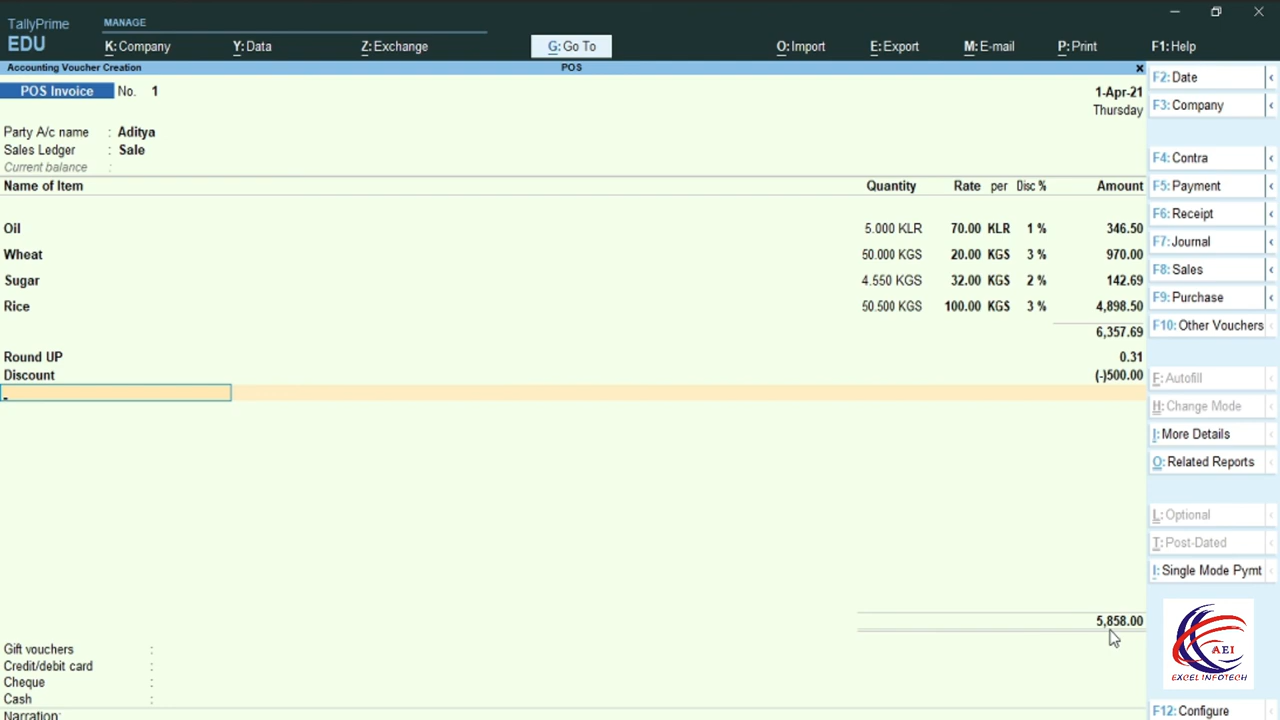 TallyPrime
EDU
MANAGE
K: Company Y: Data Z: Exchange G: Go To O: Import E: Export M: E-mail P: Print F1: Help
Accounting Voucher Creation POS
POS Invoice No. 1 1-Apr-21
Thursday
Party A/c name : Aditya
Sales Ledger : Sale
Current balance :
Name of Item Quantity Rate per Disc % Amount
Oil 5.000 KLR 70.00 KLR 1 % 346.50
Wheat 50.000 KGS 20.00 KGS 3 % 970.00
Sugar 4.550 KGS 32.00 KGS 2 % 142.69
Rice 50.500 KGS 100.00 KGS 3 % 4,898.50
6,357.69
Round UP 0.31
Discount (-)500.00
5,858.00
Gift vouchers :
Credit/debit card :
Cheque :
Cash :
Narration:
F2: Date
F3: Company
F4: Contra
F5: Payment
F6: Receipt
F7: Journal
F8: Sales
F9: Purchase
F10: Other Vouchers
F: Autofill
H: Change Mode
I: More Details
O: Related Reports
L: Optional
T: Post-Dated
I: Single Mode Pymt
AEI
EXCEL INFOTECH
F12: Configure